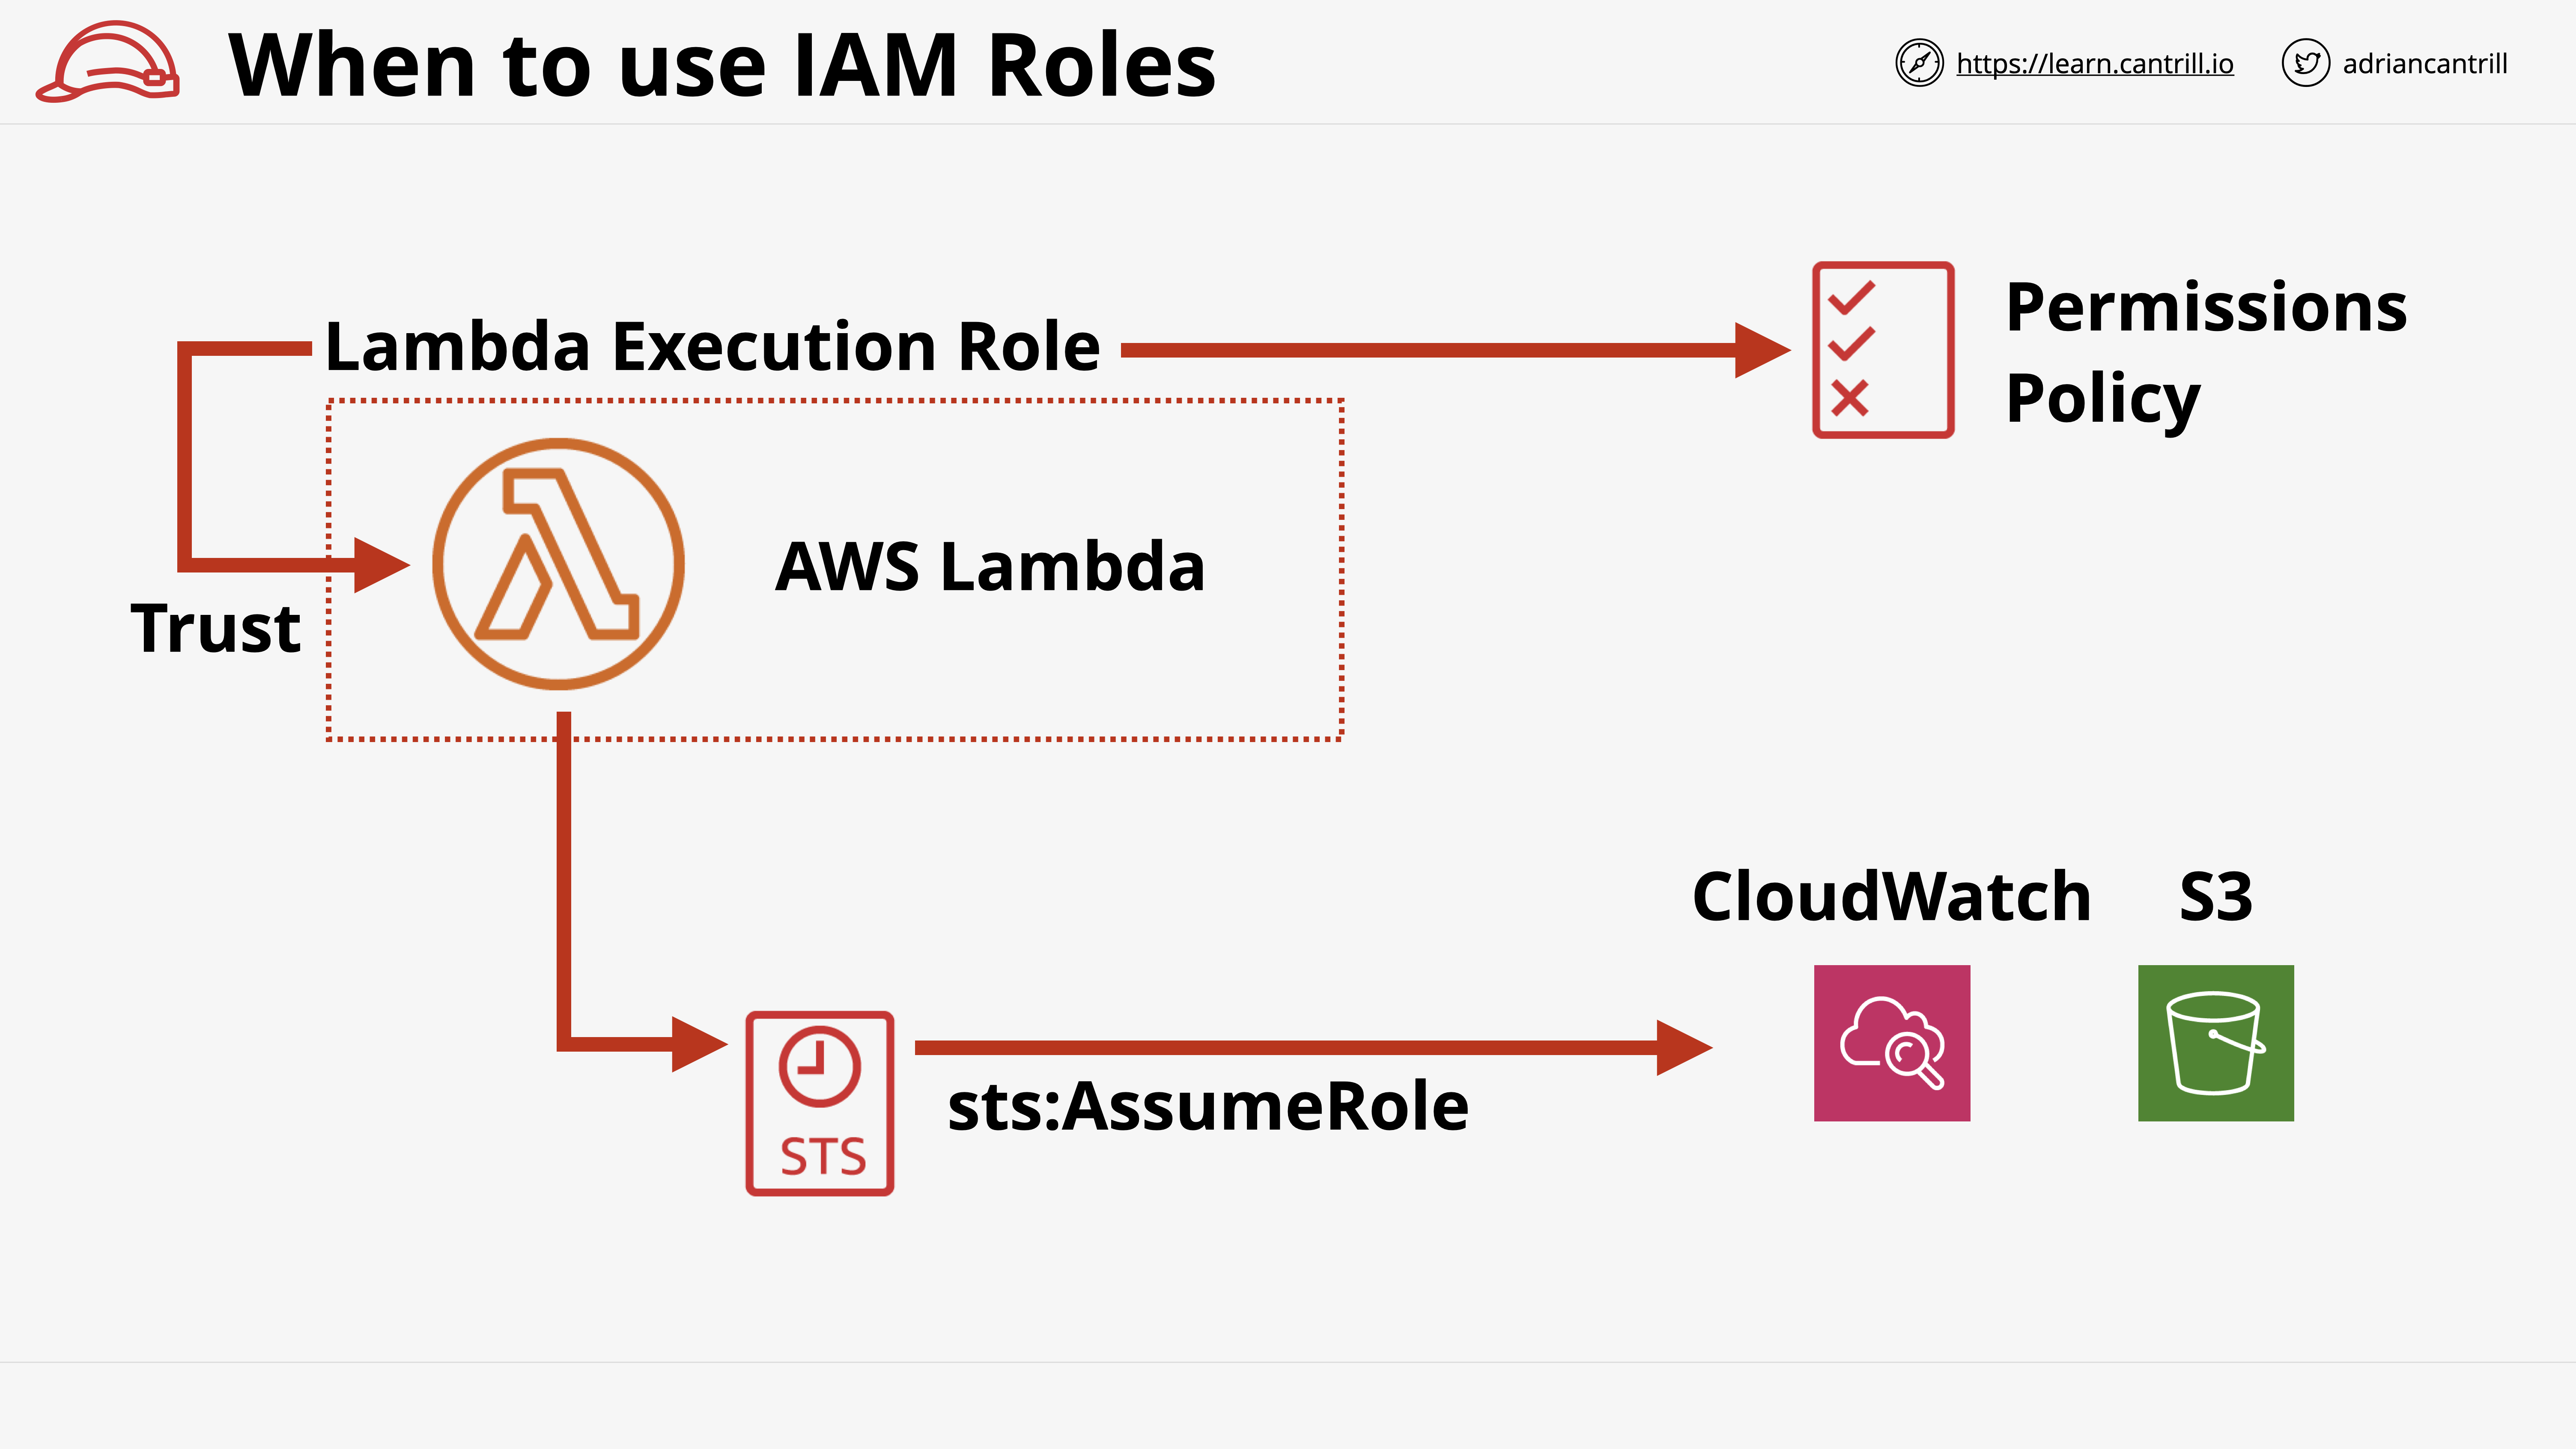 When to use IAM Roles
https://learn.cantrill.io
adriancantrill
Lambda Execution Role
Permissions
Policy
AWS Lambda
Trust
CloudWatch
S3
STS
sts:AssumeRole